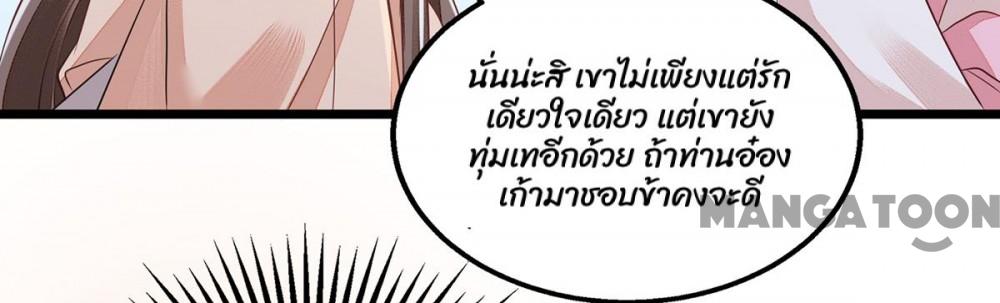 นั่นน่ะสิ เขาไม่เพียงแต่รัก
เดียวใจเดียว แต่เขายัง
ทุ่มเทอีกด้วย ถ้าท่านอ๋อง
เก้ามาชอบข้าคงจะดี
MANGATOON